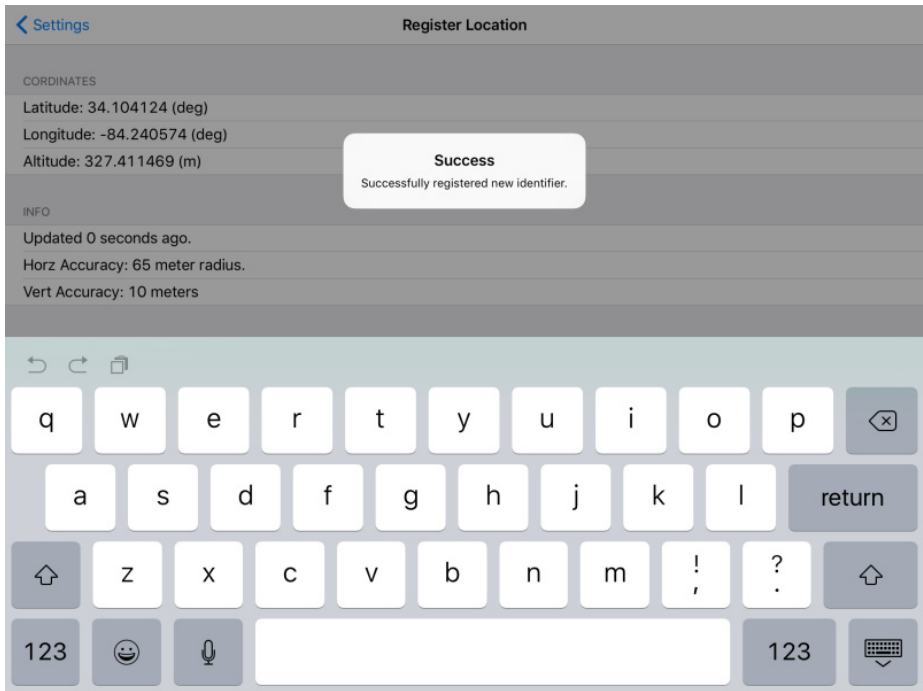 Settings
Register Location
CORDINATES
Latitude: 34.104124 (deg)
Longitude: -84.240574 (deg)
Altitude: 327.411469 (m)
Success
Successfully registered new identifier.
INFO
Updated 0 seconds ago.
Horz Accuracy: 65 meter radius.
Vert Accuracy: 10 meters
q w e r t y u i o p
a s d f g h j k l return
z x c v b n m ! , ? .
123 123